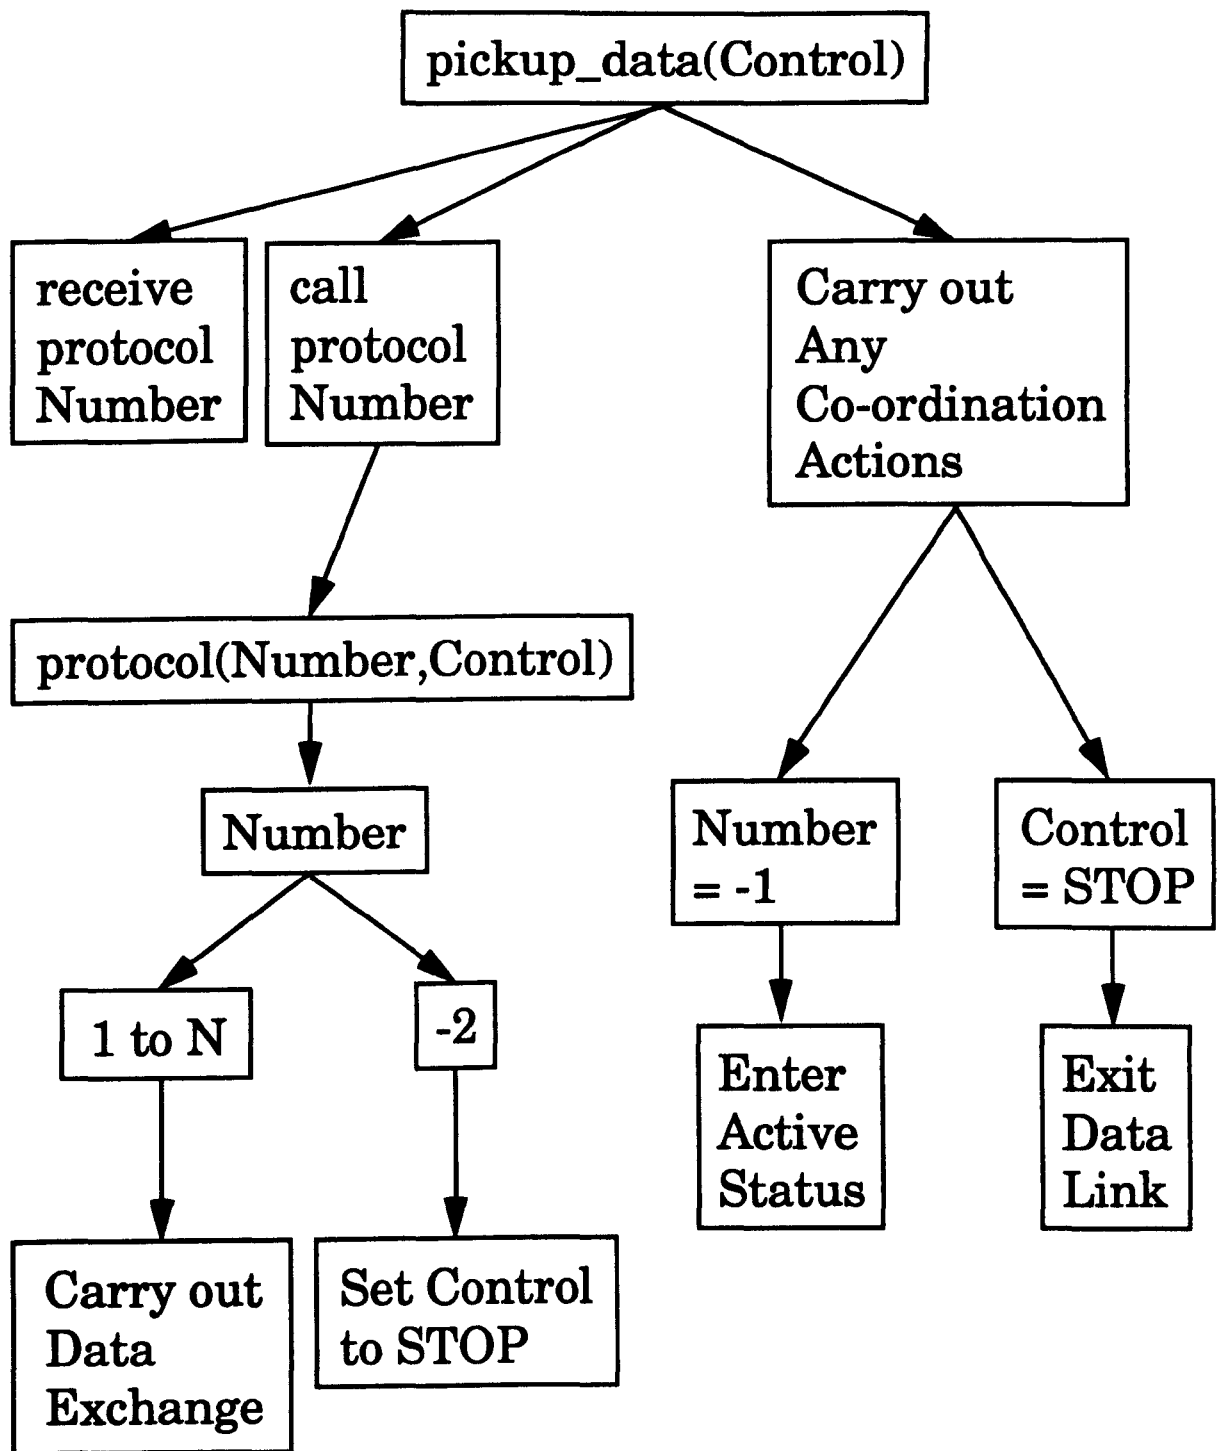 pickup_data(Control)
receive
protocol
Number
call
protocol
Number
Carry out
Any
Co-ordination
Actions
protocol(Number,Control)
Number
Number
= -1
Control
= STOP
1 to N
-2
Enter
Active
Status
Exit
Data
Link
Carry out
Data
Exchange
Set Control
to STOP